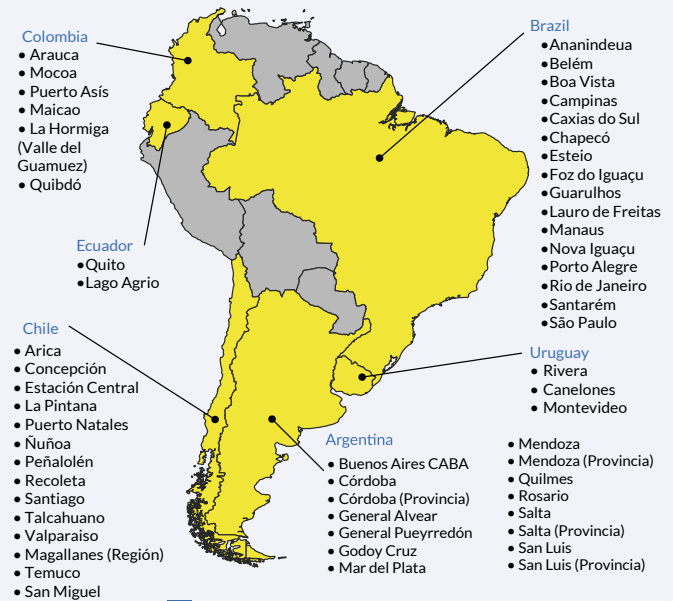 Colombia
• Arauca
• Mocoa
• Puerto Asís
• Maicao
• La Hormiga
(Valle del
Guamuez)
• Quibdó
Ecuador
•Quito
•Lago Agrio
Chile
• Arica
• Concepción
• Estación Central
• La Pintana
• Puerto Natales
• Ñuñoa
• Peñalolén
• Recoleta
• Santiago
• Talcahuano
• Valparaiso
• Magallanes (Región)
• Temuco
• San Miguel
Brazil
•Ananindeua
•Belém
•Boa Vista
•Campinas
•Caxias do Sul
•Chapecó
•Esteio
•Foz do Iguaçu
•Guarulhos
•Lauro de Freitas
•Manaus
•Nova Iguaçu
•Porto Alegre
•Rio de Janeiro
•Santarém
•São Paulo
Uruguay
• Rivera
• Canelones
• Montevideo
Argentina
• Buenos Aires CABA
• Córdoba
• Córdoba (Provincia)
• General Alvear
• General Pueyrredón
• Godoy Cruz
• Mar del Plata
• Mendoza
• Mendoza (Provincia)
• Quilmes
• Rosario
• Salta
• Salta (Provincia)
• San Luis
• San Luis (Provincia)